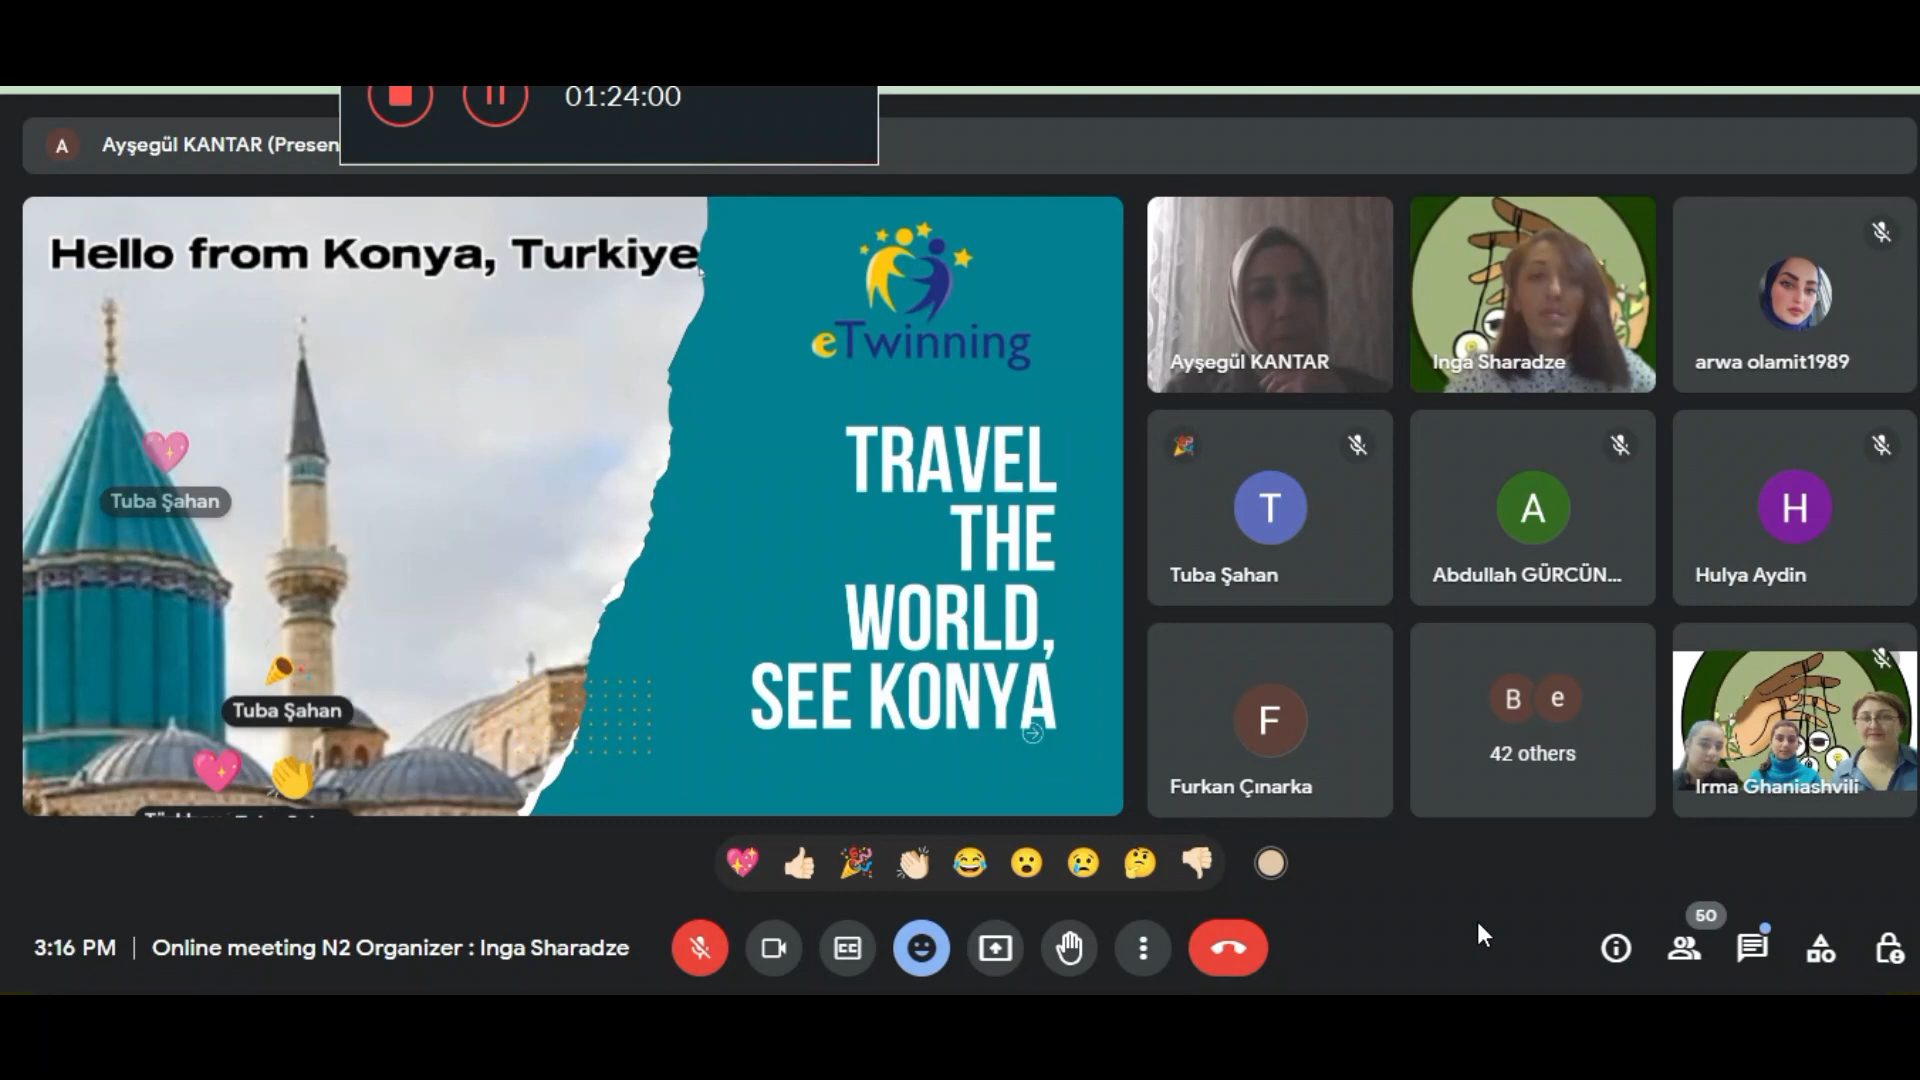 01:24:00
A
Ayşegül KANTAR (Presen
Hello from Konya, Turkiye
eTwinning
TRAVEL
THE
WORLD,
SEE KONYA
Tuba Şahan
Tuba Şahan
Ayşegül KANTAR
Inga Sharadze
arwa olamit1989
T
Tuba Şahan
A
Abdullah GÜRCÜN...
H
Hulya Aydin
F
Furkan Çınarka
B e
42 others
Irma Ghaniashvili
3:16 PM | Online meeting N2 Organizer : Inga Sharadze
CC
50